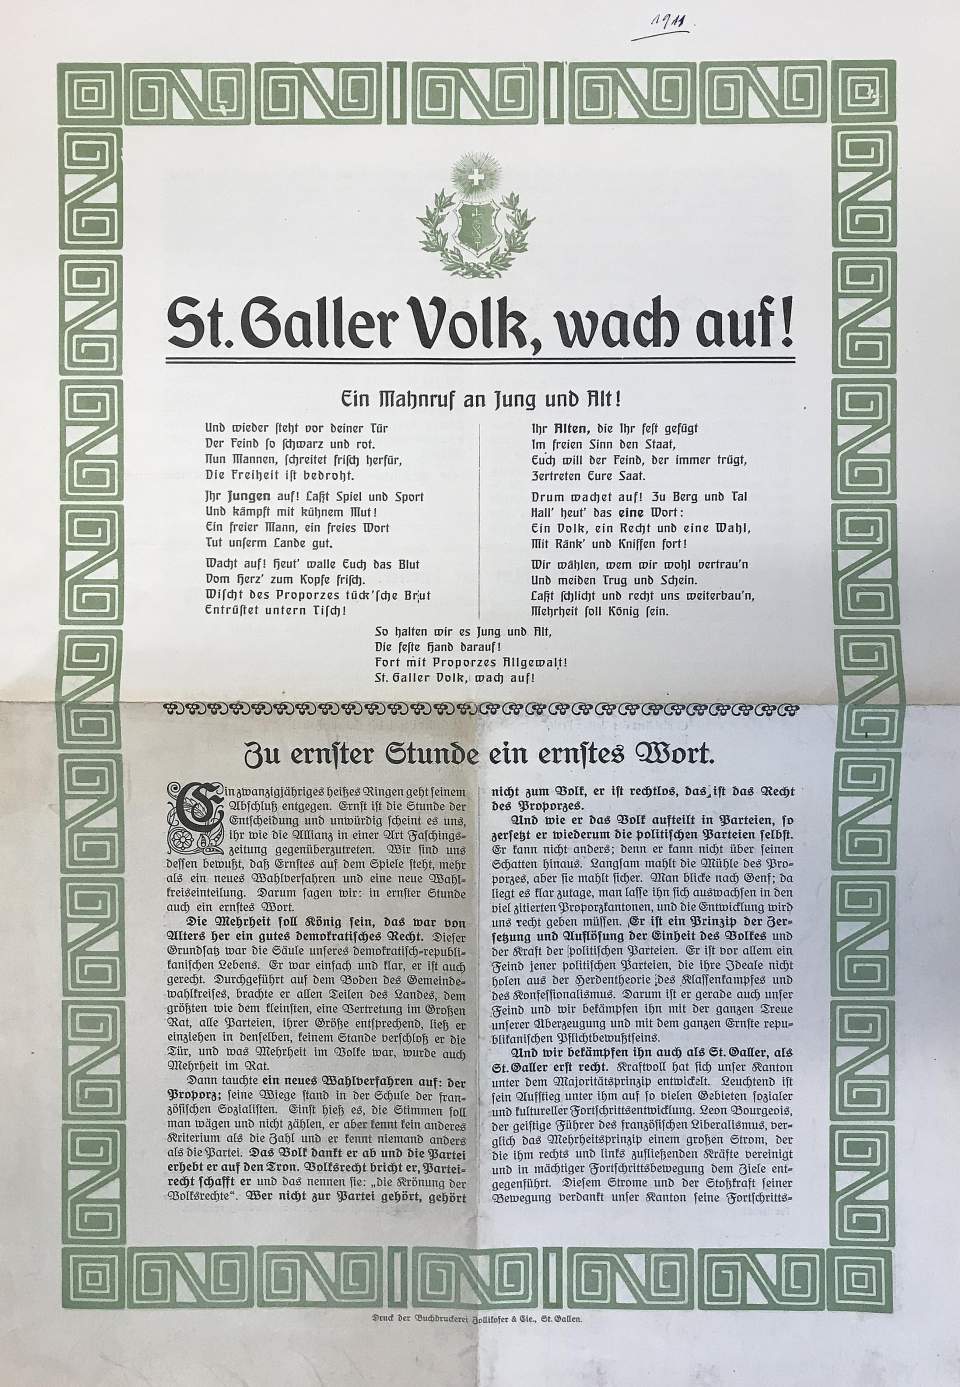 1911.
St. Galler Volk, wach auf!
Ein Mahnruf an Jung und Alt!
Und wieder steht vor deiner Tür
Der Feind so schwarz und rot.
Nun Mannen, schreitet frisch herfür,
Die Freiheit ist bedroht.
Ihr Jungen auf! Laßt Spiel und Sport
Und kämpft mit kühnem Mut!
Ein freier Mann, ein freies Wort
Tut unserm Lande gut.
Wacht auf! Heut' walle Euch das Blut
Vom Herz' zum Kopfe frisch.
Wischt des Proporzes tück'sche Brut
Entrüstet untern Tisch!
Ihr Alten, die Ihr fest gefügt
Im freien Sinn den Staat,
Euch will der Feind, der immer trügt,
Zertreten Eure Saat.
Drum wachet auf! Zu Berg und Tal
Hall' heut' das eine Wort:
Ein Volk, ein Recht und eine Wahl,
Mit Ränk' und Kniffen fort!
Wir wählen, wem wir wohl vertrau'n
Und meiden Trug und Schein.
Laßt schlicht und recht uns weiterbau'n,
Mehrheit soll König sein.
So halten wir es Jung und Alt,
Die feste Hand darauf!
Fort mit Proporzes Allgewalt!
St. Galler Volk, wach auf!
Zu ernster Stunde ein ernstes Wort.
Ein zwanzigjähriges heißes Ringen geht seinem
Abschluß entgegen. Ernst ist die Stunde der
Entscheidung und unwürdig scheint es uns,
ihr wie die Allianz in einer Art Faschings-
zeitung gegenüberzutreten. Wir sind uns
dessen bewußt, daß Ernstes auf dem Spiele steht, mehr
als ein neues Wahlverfahren und eine neue Wahl-
kreiseinteilung. Darum sagen wir: in ernster Stunde
auch ein ernstes Wort.
Die Mehrheit soll König sein, das war von
Alters her ein gutes demokratisches Recht. Dieser
Grundsatz war die Säule unseres demokratisch-republi-
kanischen Lebens. Er war einfach und klar, er ist auch
gerecht. Durchgeführt auf dem Boden des Gemeinde-
wahlkreises, brachte er allen Teilen des Landes, dem
größten wie dem kleinsten, eine Vertretung im Großen
Rat, alle Parteien, ihrer Größe entsprechend, ließ er
einziehen in denselben, keinem Stande verschloß er die
Tür, und was Mehrheit im Volke war, wurde auch
Mehrheit im Rat.
Dann tauchte ein neues Wahlverfahren auf: der
Proporz; seine Wiege stand in der Schule der fran-
zösischen Sozialisten. Einst hieß es, die Stimmen soll
man wägen und nicht zählen, er aber kennt kein anderes
Kriterium als die Zahl und er kennt niemand anders
als die Partei. Das Volk dankt er ab und die Partei
erhebt er auf den Tron. Volksrecht bricht er, Partei-
recht schafft er und das nennen sie: „die Krönung der
Volksrechte“. Wer nicht zur Partei gehört, gehört
nicht zum Volk, er ist rechtlos, das ist das Recht
des Proporzes.
Und wie er das Volk aufteilt in Parteien, so
zersetzt er wiederum die politischen Parteien selbst.
Er kann nicht anders; denn er kann nicht über seinen
Schatten hinaus. Langsam mahlt die Mühle des Pro-
porzes, aber sie mahlt sicher. Man blicke nach Genf; da
liegt es klar zutage, man lasse ihn sich auswachsen in den
viel zitierten Proporzkantonen, und die Entwicklung wird
uns recht geben müssen. Er ist ein Prinzip der Zer-
setzung und Auflösung der Einheit des Volkes und
der Kraft der politischen Parteien. Er ist vor allem ein
Feind jener politischen Parteien, die ihre Ideale nicht
holen aus der Herdentheorie des Klassenkampfes und
des Konfessionalismus. Darum ist er gerade auch unser
Feind und wir bekämpfen ihn mit der ganzen Treue
unserer Überzeugung und mit dem ganzen Ernste repu-
blikanischen Pflichtbewußtseins.
Und wir bekämpfen ihn auch als St. Galler, als
St. Galler erst recht. Kraftvoll hat sich unser Kanton
unter dem Majoritätsprinzip entwickelt. Leuchtend ist
sein Aufstieg unter ihm auf so vielen Gebieten sozialer
und kultureller Fortschrittsentwicklung. Leon Bourgeois,
der geistige Führer des französischen Liberalismus, ver-
glich das Mehrheitsprinzip einem großen Strom, der
die ihm rechts und links zufließenden Kräfte vereinigt
und in mächtiger Fortschrittsbewegung dem Ziele ent-
gegenführt. Diesem Strome und der Stoßkraft seiner
Bewegung verdankt unser Kanton seine Fortschritts-
Druck der Buchdruckerei Zollikofer & Cie., St. Gallen.